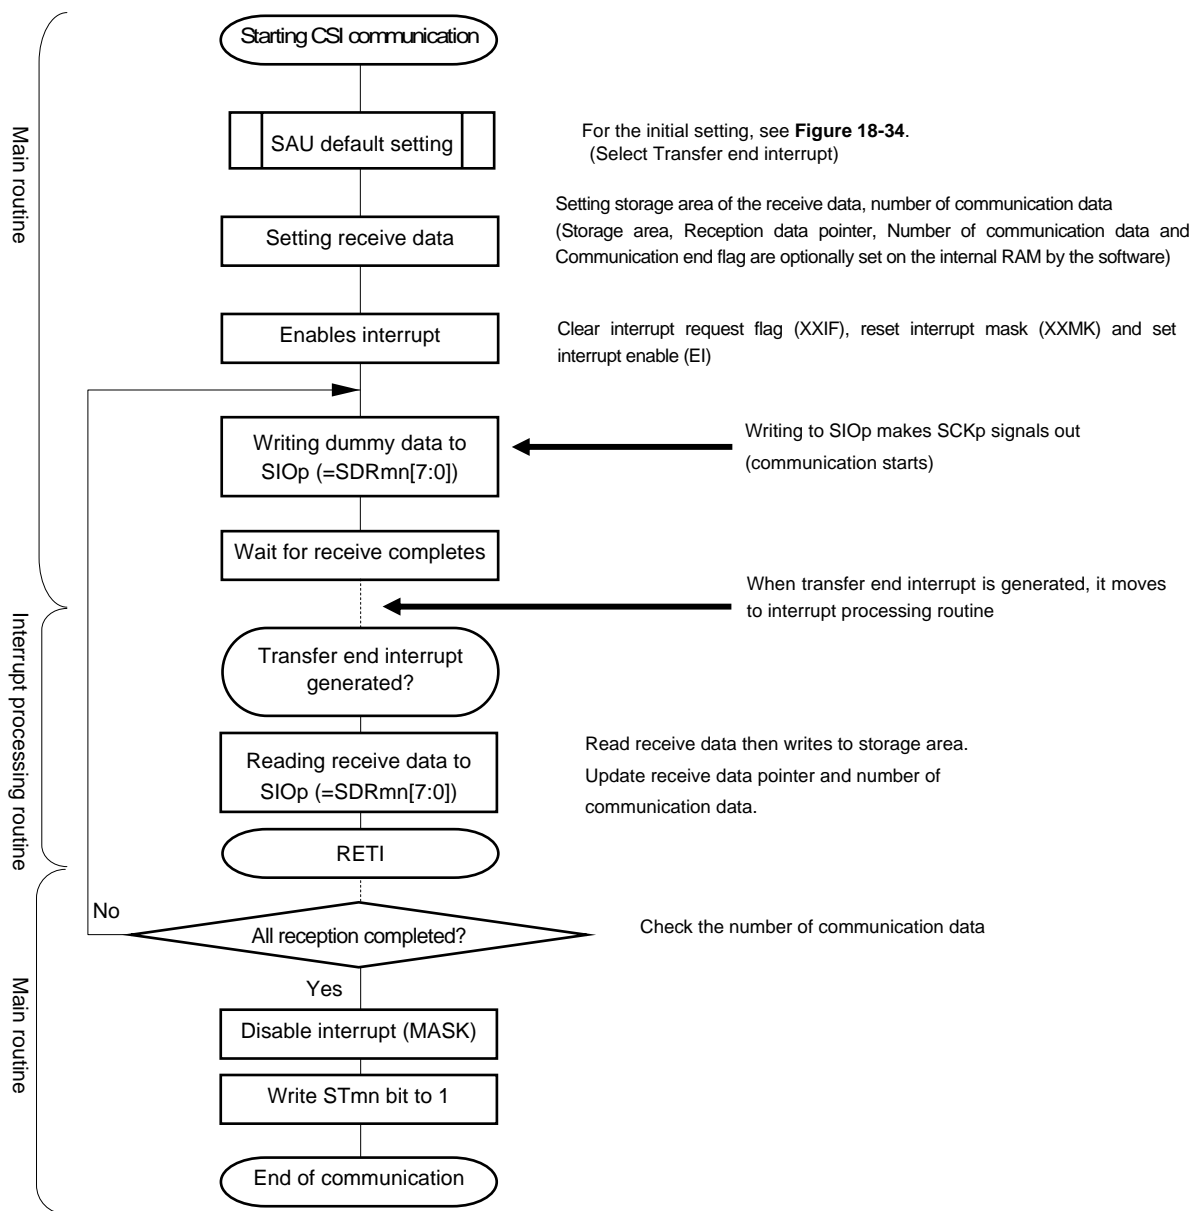 Starting CSI communication
SAU default setting
For the initial setting, see Figure 18-34.
(Select Transfer end interrupt)
Setting receive data
Setting storage area of the receive data, number of communication data
(Storage area, Reception data pointer, Number of communication data and
Communication end flag are optionally set on the internal RAM by the software)
Enables interrupt
Clear interrupt request flag (XXIF), reset interrupt mask (XXMK) and set
interrupt enable (EI)
Main routine
Writing dummy data to
SIOp (=SDRmn[7:0])
Writing to SIOp makes SCKp signals out
(communication starts)
Wait for receive completes
When transfer end interrupt is generated, it moves
to interrupt processing routine
Transfer end interrupt
generated?
Interrupt processing routine
Reading receive data to
SIOp (=SDRmn[7:0])
Read receive data then writes to storage area.
Update receive data pointer and number of
communication data.
RETI
No
All reception completed?
Check the number of communication data
Yes
Main routine
Disable interrupt (MASK)
Write STmn bit to 1
End of communication